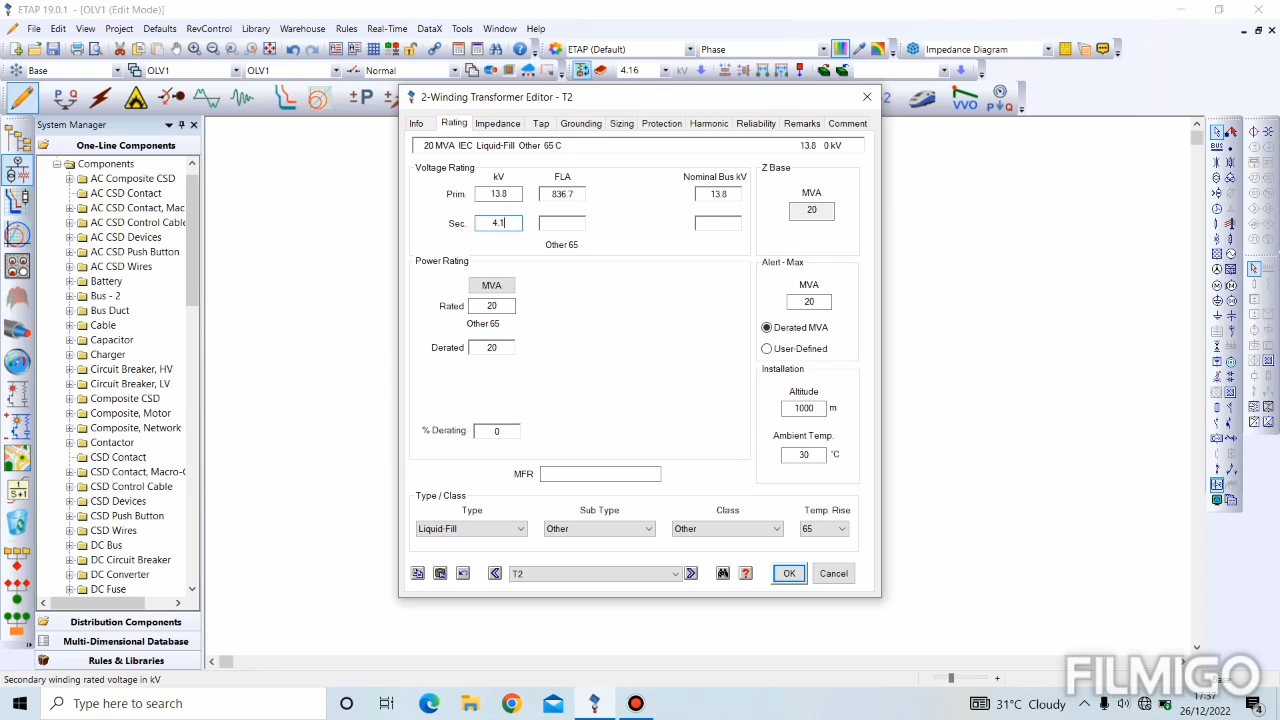 ETAP 19.0.1 - [OLV1 (Edit Mode)]
File Edit View Project Defaults RevControl Library Warehouse Rules Real-Time DataX Tools Window Help
ETAP (Default) Phase Impedance Diagram
Base OLV1 OLV1 Normal 4.16 kV
VVO
System Manager
One-Line Components
Components
AC Composite CSD
AC CSD Contact
AC CSD Contact, Mac
AC CSD Control Cable
AC CSD Devices
AC CSD Push Button
AC CSD Wires
Battery
Bus - 2
Bus Duct
Cable
Capacitor
Charger
Circuit Breaker, HV
Circuit Breaker, LV
Composite CSD
Composite, Motor
Composite, Network
Contactor
CSD Contact
CSD Contact, Macro-C
CSD Control Cable
CSD Devices
CSD Push Button
CSD Wires
DC Bus
DC Circuit Breaker
DC Converter
DC Fuse
Distribution Components
Multi-Dimensional Database
Rules & Libraries
2-Winding Transformer Editor - T2
Info Rating Impedance Tap Grounding Sizing Protection Harmonic Reliability Remarks Comment
20 MVA IEC Liquid-Fill Other 65 C 13.8 0 kV
Voltage Rating
kV FLA Nominal Bus kV
Prim. 13.8 836.7 13.8
Sec. 4.1
Other 65
Z Base
MVA
20
Power Rating
MVA
Rated 20
Other 65
Derated 20
% Derating 0
Alert - Max
MVA
20
Derated MVA
User-Defined
Installation
Altitude
1000 m
Ambient Temp.
30 °C
MFR
Type / Class
Type Sub Type Class Temp. Rise
Liquid-Fill Other Other 65
T2 OK Cancel
Secondary winding rated voltage in kV
FILMIGO
Type here to search
31°C Cloudy
17:37
26/12/2022
4